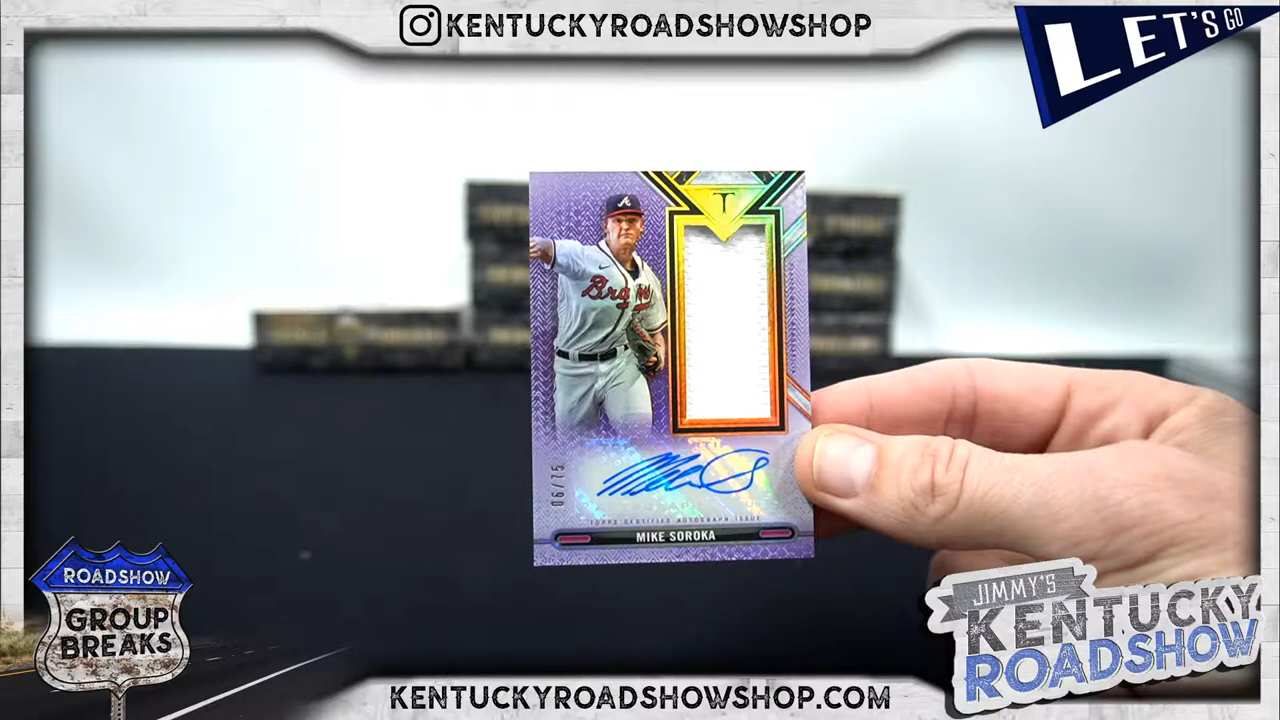 KENTUCKYROADSHOWSHOP
LET'S GO
T
Braves
06/75
TOPPS CERTIFIED AUTOGRAPH ISSUE
MIKE SOROKA
ROADSHOW
GROUP
BREAKS
JIMMY'S
KENTUCKY
ROADSHOW
KENTUCKYROADSHOWSHOP.COM